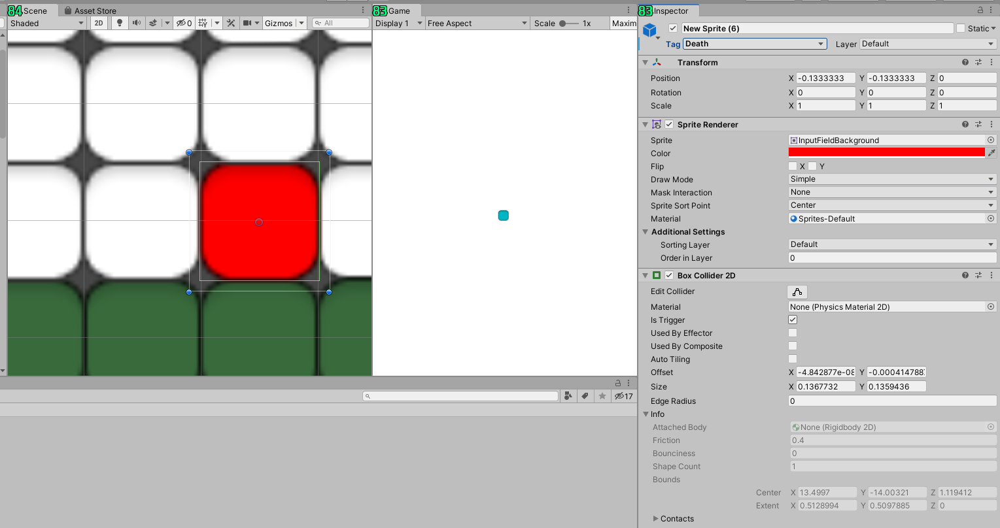 84 Scene
Asset Store
83 Game
83 Inspector
Shaded
2D
0
Gizmos
All
Display 1
Free Aspect
Scale
1x
Maxim
New Sprite (6)
Static
Tag
Death
Layer
Default
Transform
Position X -0.1333333 Y -0.1333333 Z 0
Rotation X 0 Y 0 Z 0
Scale X 1 Y 1 Z 1
Sprite Renderer
Sprite InputFieldBackground
Color
Flip X Y
Draw Mode Simple
Mask Interaction None
Sprite Sort Point Center
Material Sprites-Default
Additional Settings
Sorting Layer Default
Order in Layer 0
Box Collider 2D
Edit Collider
Material None (Physics Material 2D)
Is Trigger
Used By Effector
Used By Composite
Auto Tiling
Offset X -4.842877e-08 Y -0.000414788
Size X 0.1367732 Y 0.1359436
Edge Radius 0
Info
Attached Body None (Rigidbody 2D)
Friction 0.4
Bounciness 0
Shape Count 1
Bounds
Center X 13.4997 Y -14.00321 Z 1.119412
Extent X 0.5128994 Y 0.5097885 Z 0
Contacts
17